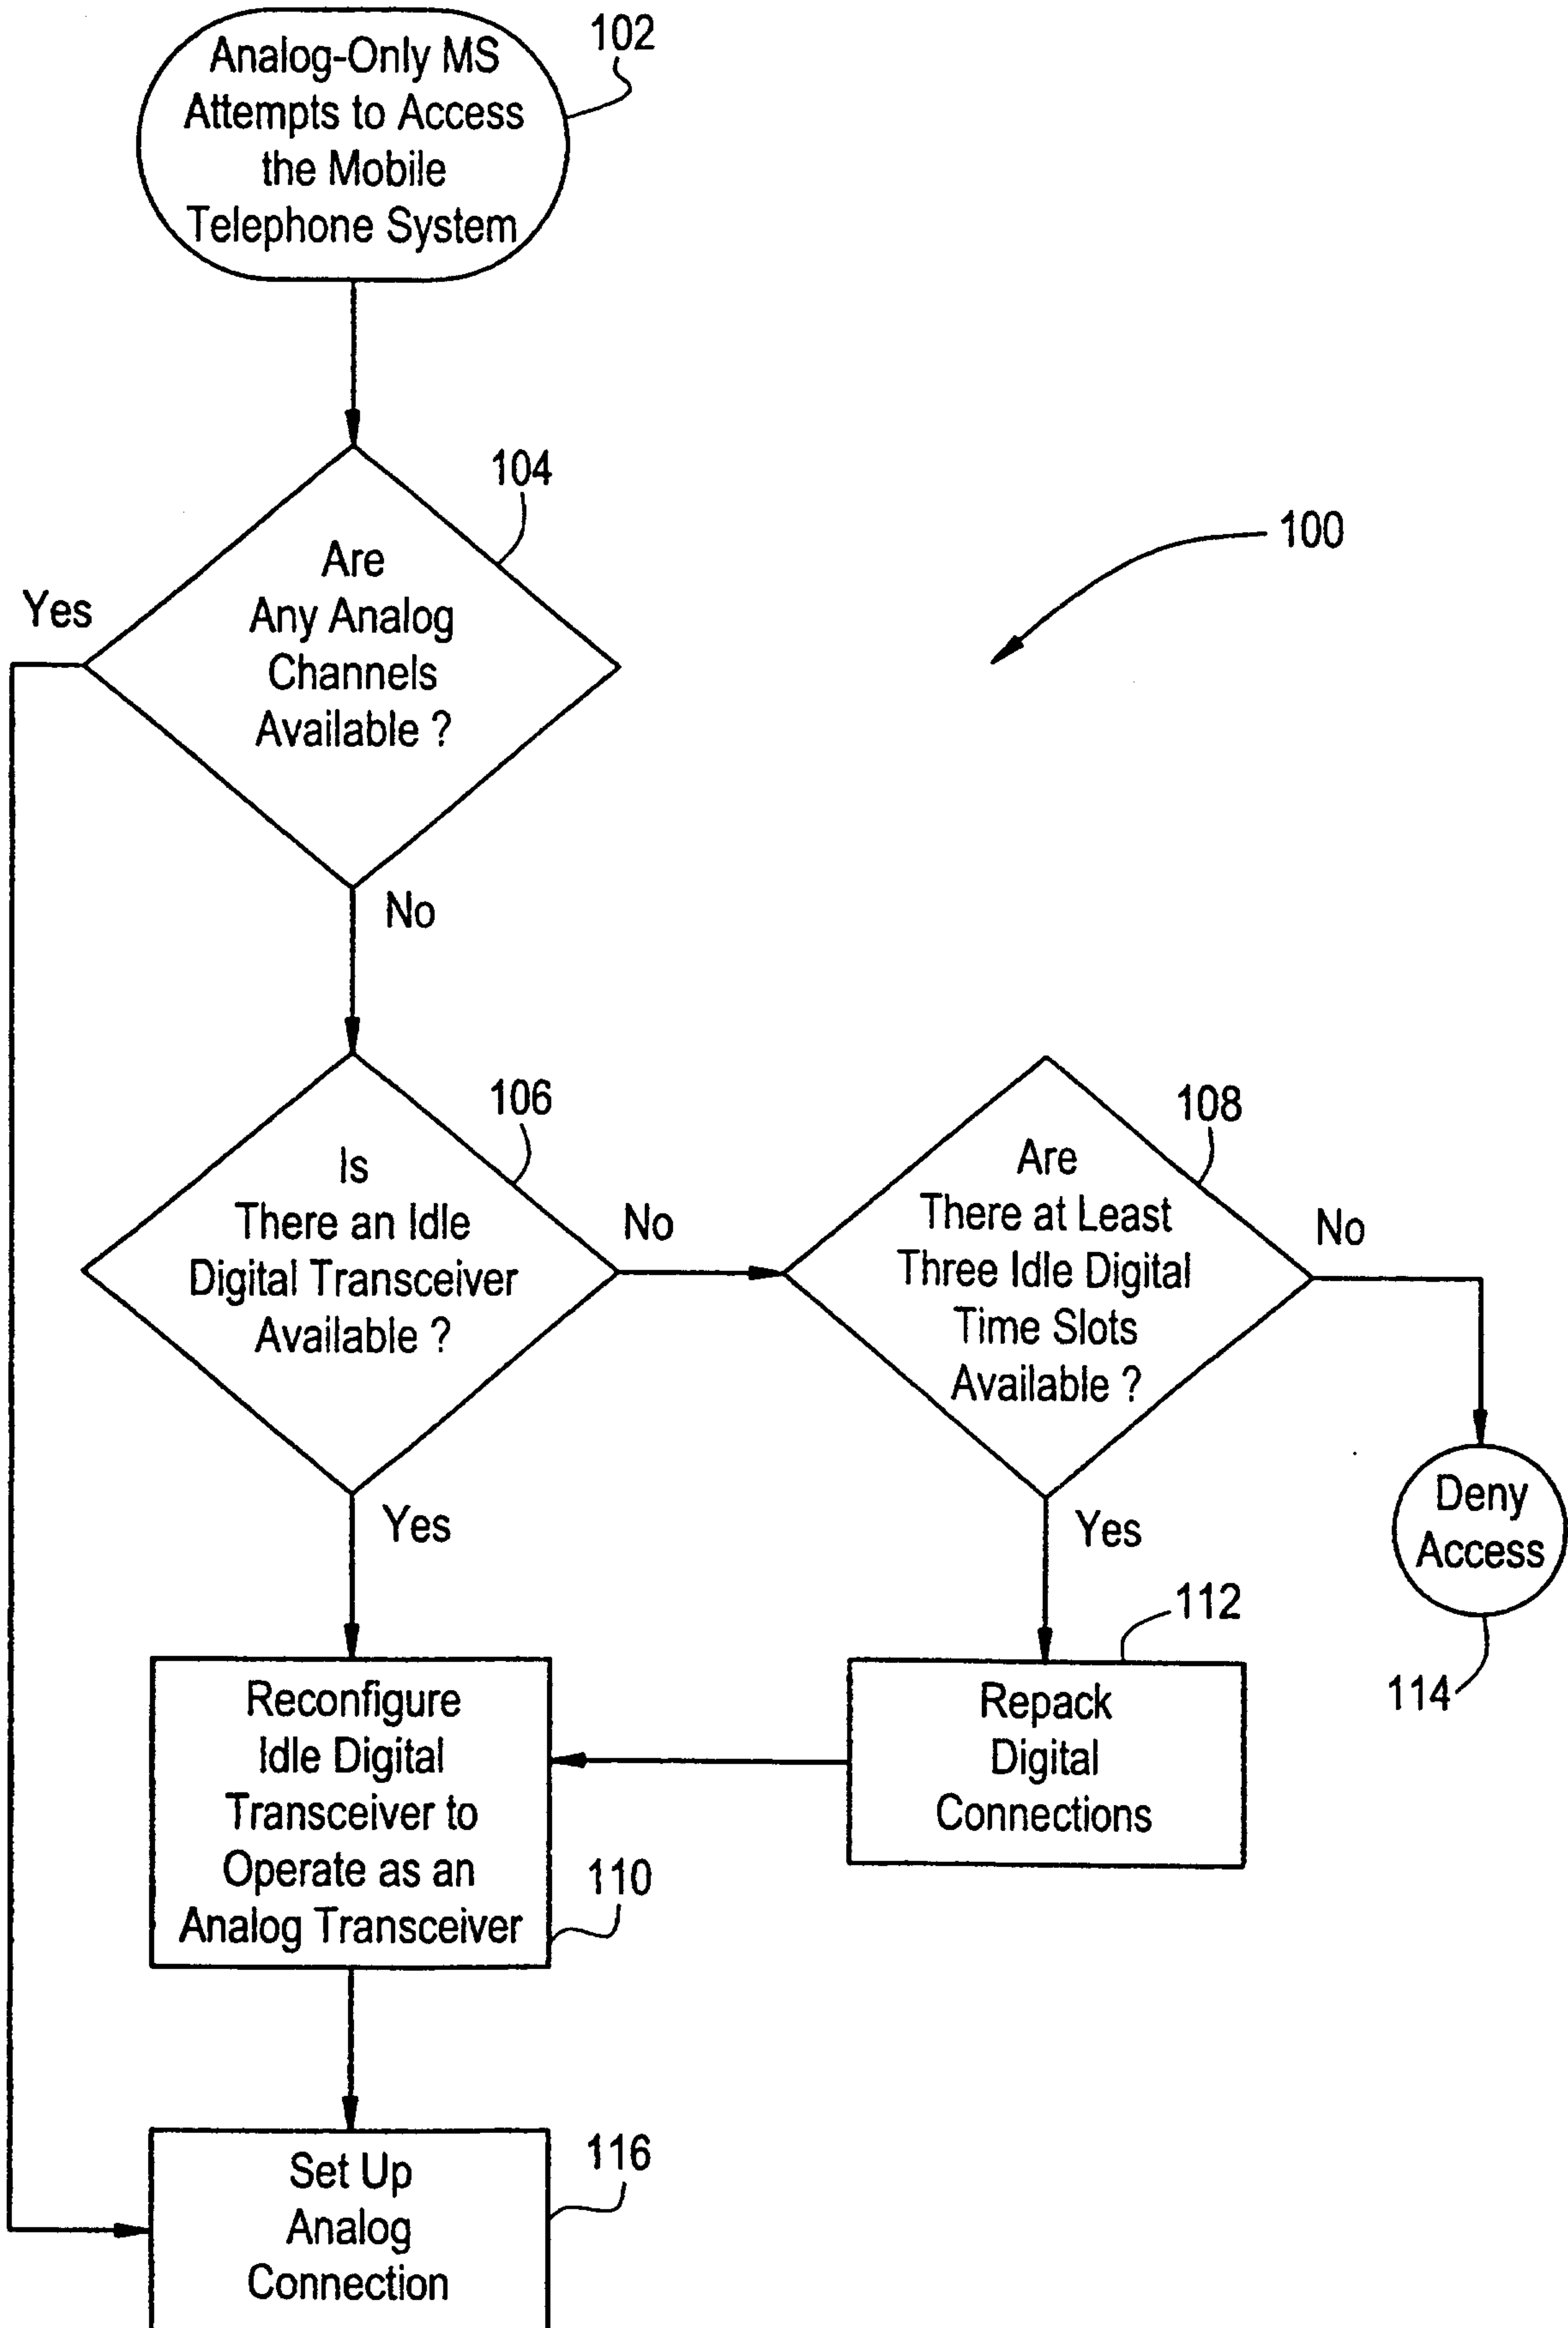 Analog-Only MS
Attempts to Access
the Mobile
Telephone System
102
104
Are
Any Analog
Channels
Available ?
Yes
No
100
106
Is
There an Idle
Digital Transceiver
Available ?
No
Yes
108
Are
There at Least
Three Idle Digital
Time Slots
Available ?
No
Yes
Deny
Access
114
112
Repack
Digital
Connections
Reconfigure
Idle Digital
Transceiver to
Operate as an
Analog Transceiver
110
Set Up
Analog
Connection
116